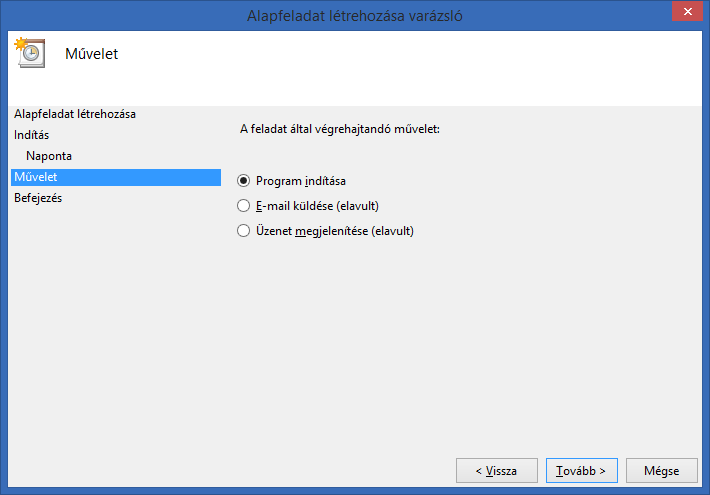 Alapfeladat létrehozása varázsló
Művelet
Alapfeladat létrehozása
Indítás
Naponta
Művelet
Befejezés
A feladat által végrehajtandó művelet:
Program indítása
E-mail küldése (elavult)
Üzenet megjelenítése (elavult)
< Vissza
Tovább >
Mégse